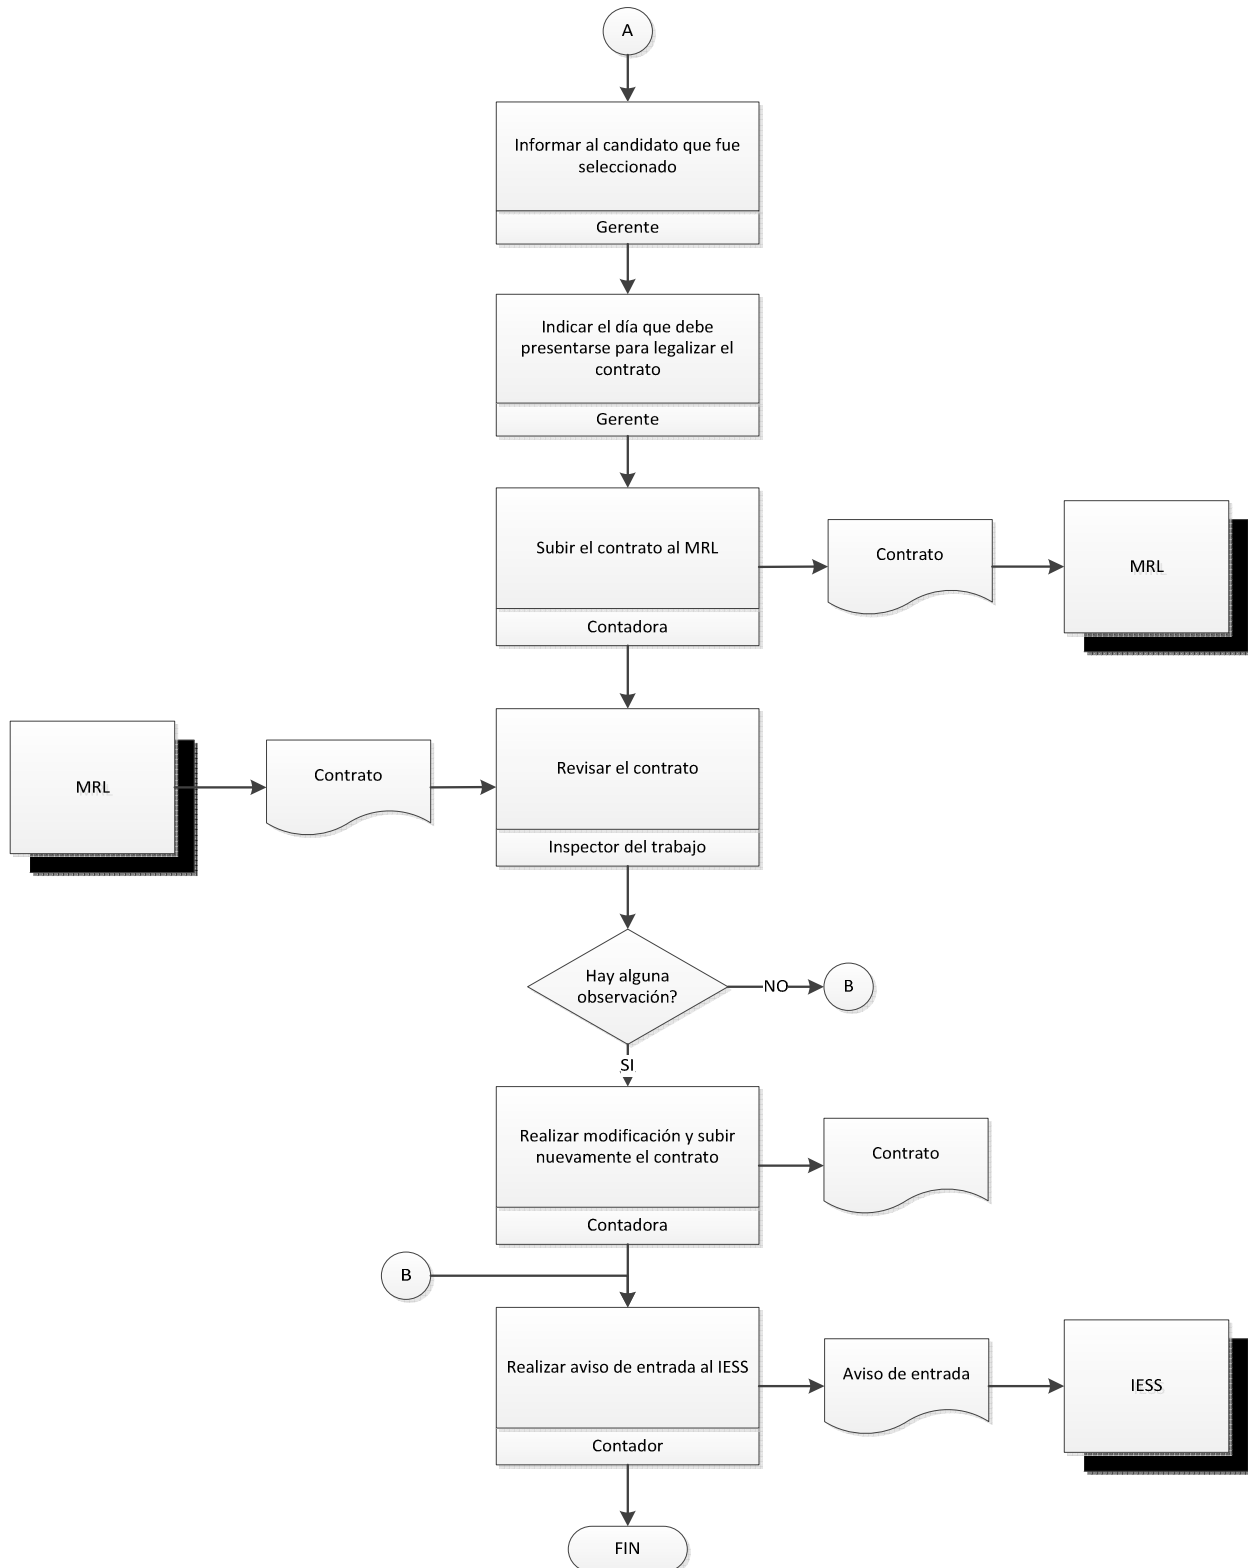 A
Informar al candidato que fue
seleccionado
Gerente
Indicar el día que debe
presentarse para legalizar el
contrato
Gerente
Subir el contrato al MRL
Contadora
Contrato
MRL
MRL
Contrato
Revisar el contrato
Inspector del trabajo
Hay alguna
observación?
NO
B
SI
Realizar modificación y subir
nuevamente el contrato
Contadora
Contrato
B
Realizar aviso de entrada al IESS
Contador
Aviso de entrada
IESS
FIN